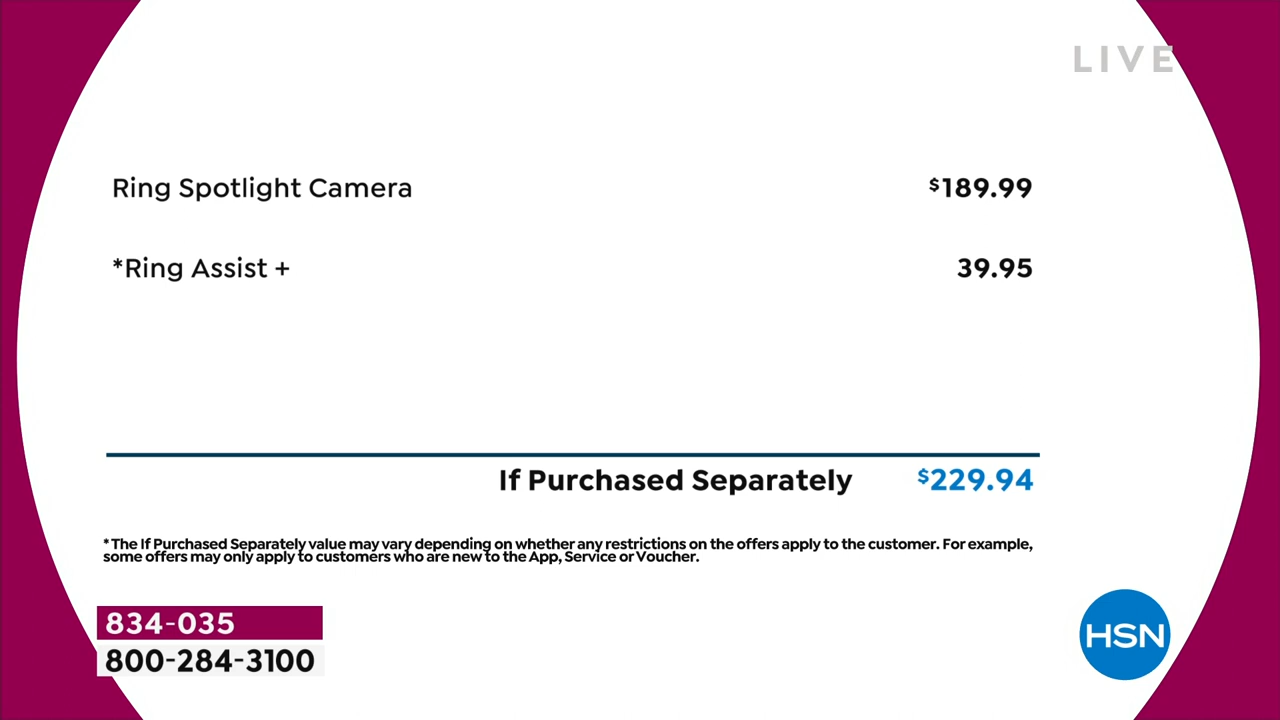 LIVE
Ring Spotlight Camera $189.99
*Ring Assist + 39.95
If Purchased Separately $229.94
* The If Purchased Separately value may vary depending on whether any restrictions on the offers apply to the customer. For example,
some offers may only apply to customers who are new to the App, Service or Voucher.
834-035
800-284-3100
HSN